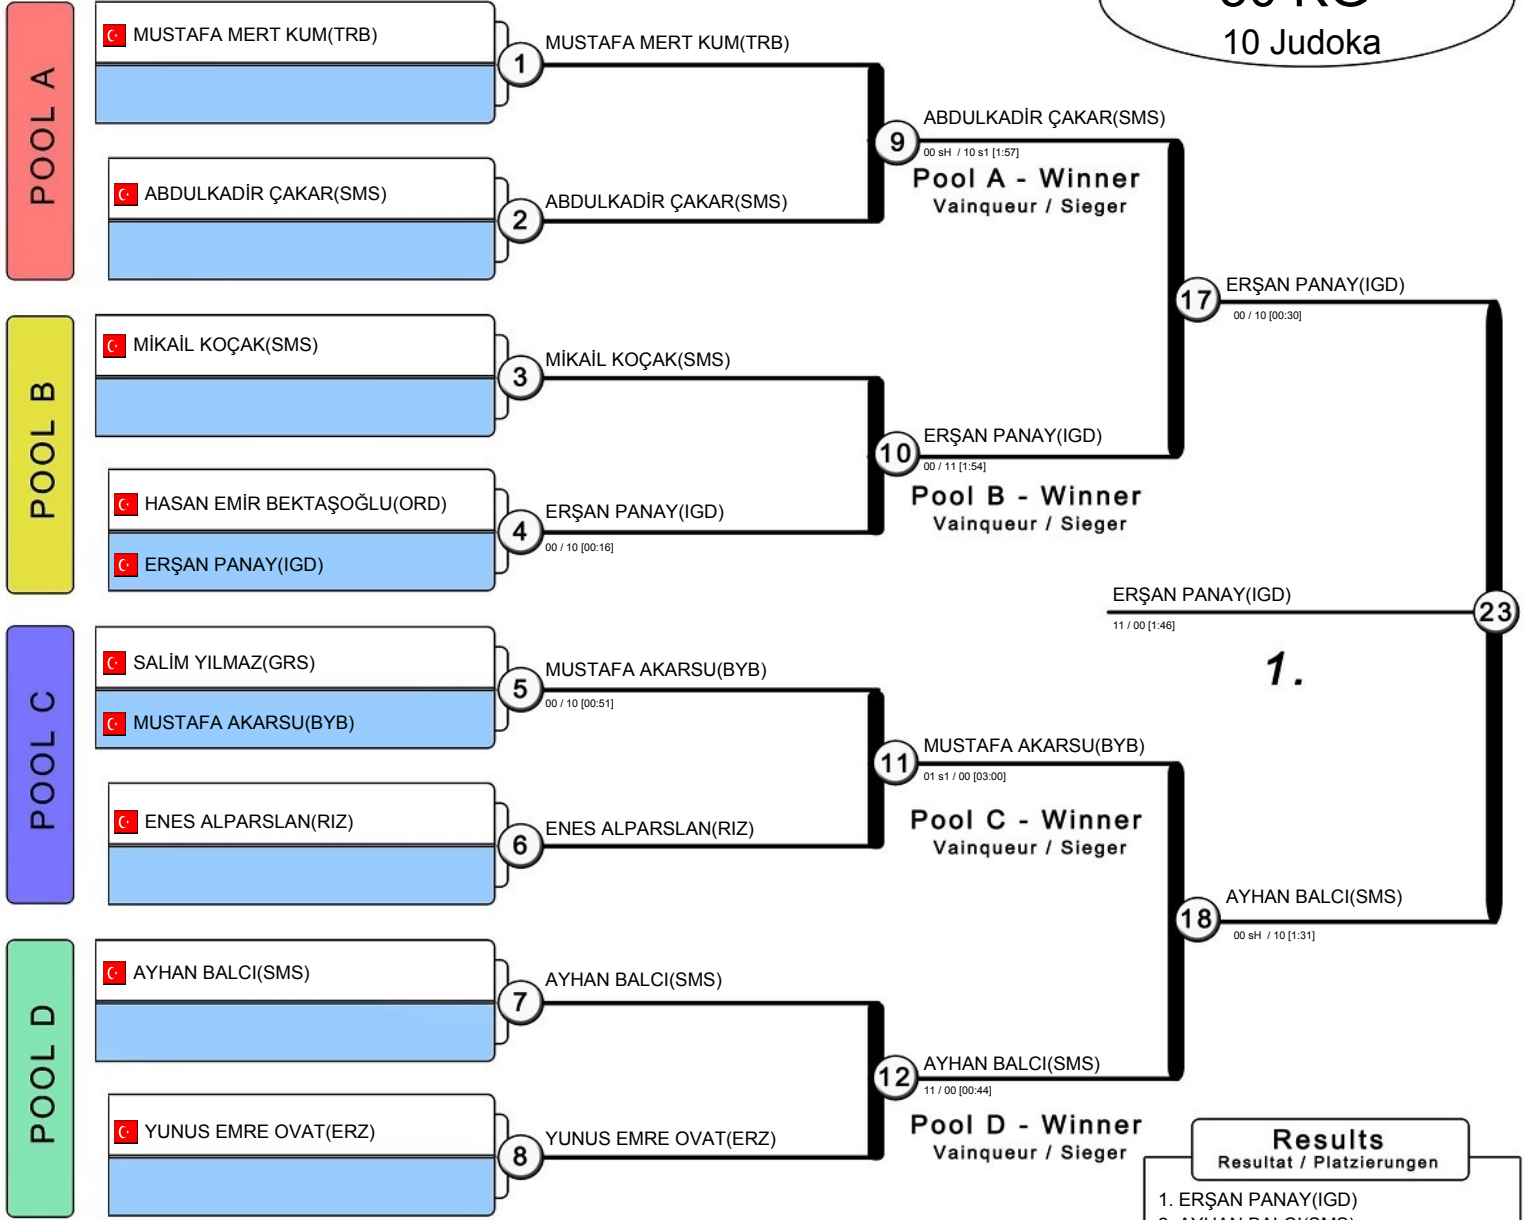 10 Judoka
POOL A
MUSTAFA MERT KUM(TRB)
1
MUSTAFA MERT KUM(TRB)
ABDULKADİR ÇAKAR(SMS)
2
ABDULKADİR ÇAKAR(SMS)
9
ABDULKADİR ÇAKAR(SMS)
00 sH / 10 s1 [1:57]
Pool A - Winner
Vainqueur / Sieger
POOL B
MİKAİL KOÇAK(SMS)
3
MİKAİL KOÇAK(SMS)
HASAN EMİR BEKTAŞOĞLU(ORD)
ERŞAN PANAY(IGD)
4
ERŞAN PANAY(IGD)
00 / 10 [00:16]
10
ERŞAN PANAY(IGD)
00 / 11 [1:54]
Pool B - Winner
Vainqueur / Sieger
17
ERŞAN PANAY(IGD)
00 / 10 [00:30]
POOL C
SALİM YILMAZ(GRS)
MUSTAFA AKARSU(BYB)
5
MUSTAFA AKARSU(BYB)
00 / 10 [00:51]
ENES ALPARSLAN(RIZ)
6
ENES ALPARSLAN(RIZ)
11
MUSTAFA AKARSU(BYB)
01 s1 / 00 [03:00]
Pool C - Winner
Vainqueur / Sieger
POOL D
AYHAN BALCI(SMS)
7
AYHAN BALCI(SMS)
YUNUS EMRE OVAT(ERZ)
8
YUNUS EMRE OVAT(ERZ)
12
AYHAN BALCI(SMS)
11 / 00 [00:44]
Pool D - Winner
Vainqueur / Sieger
18
AYHAN BALCI(SMS)
00 sH / 10 [1:31]
ERŞAN PANAY(IGD)
11 / 00 [1:46]
23
1.
Results
Resultat / Platzierungen
1. ERŞAN PANAY(IGD)